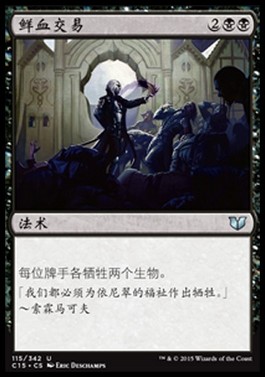 鲜血交易 2
法术
每位牌手各牺牲两个生物。
「我们都必须为依尼翠的福祉作出牺牲。」
～索霖马可夫
115/342 U
C15 • CS ERIC DESCHAMPS
™ & © 2015 Wizards of the Coast